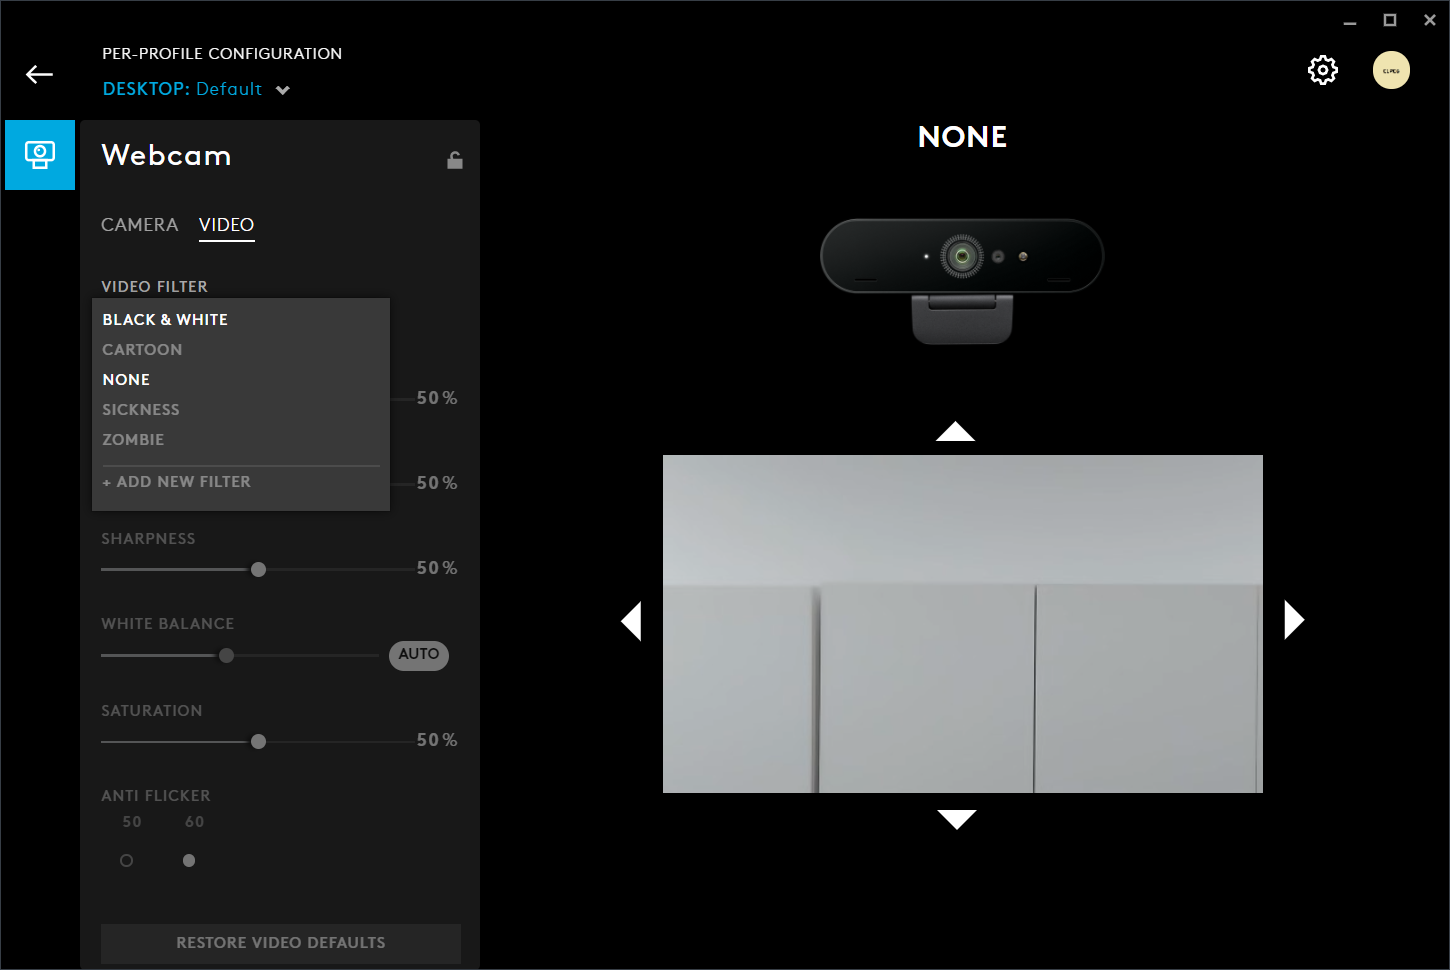 PER-PROFILE CONFIGURATION
DESKTOP: Default
Webcam
CAMERA VIDEO
VIDEO FILTER
BLACK & WHITE
CARTOON
NONE
SICKNESS
ZOMBIE
+ ADD NEW FILTER
50%
50%
SHARPNESS
50%
WHITE BALANCE
AUTO
SATURATION
50%
ANTI FLICKER
50 60
RESTORE VIDEO DEFAULTS
NONE